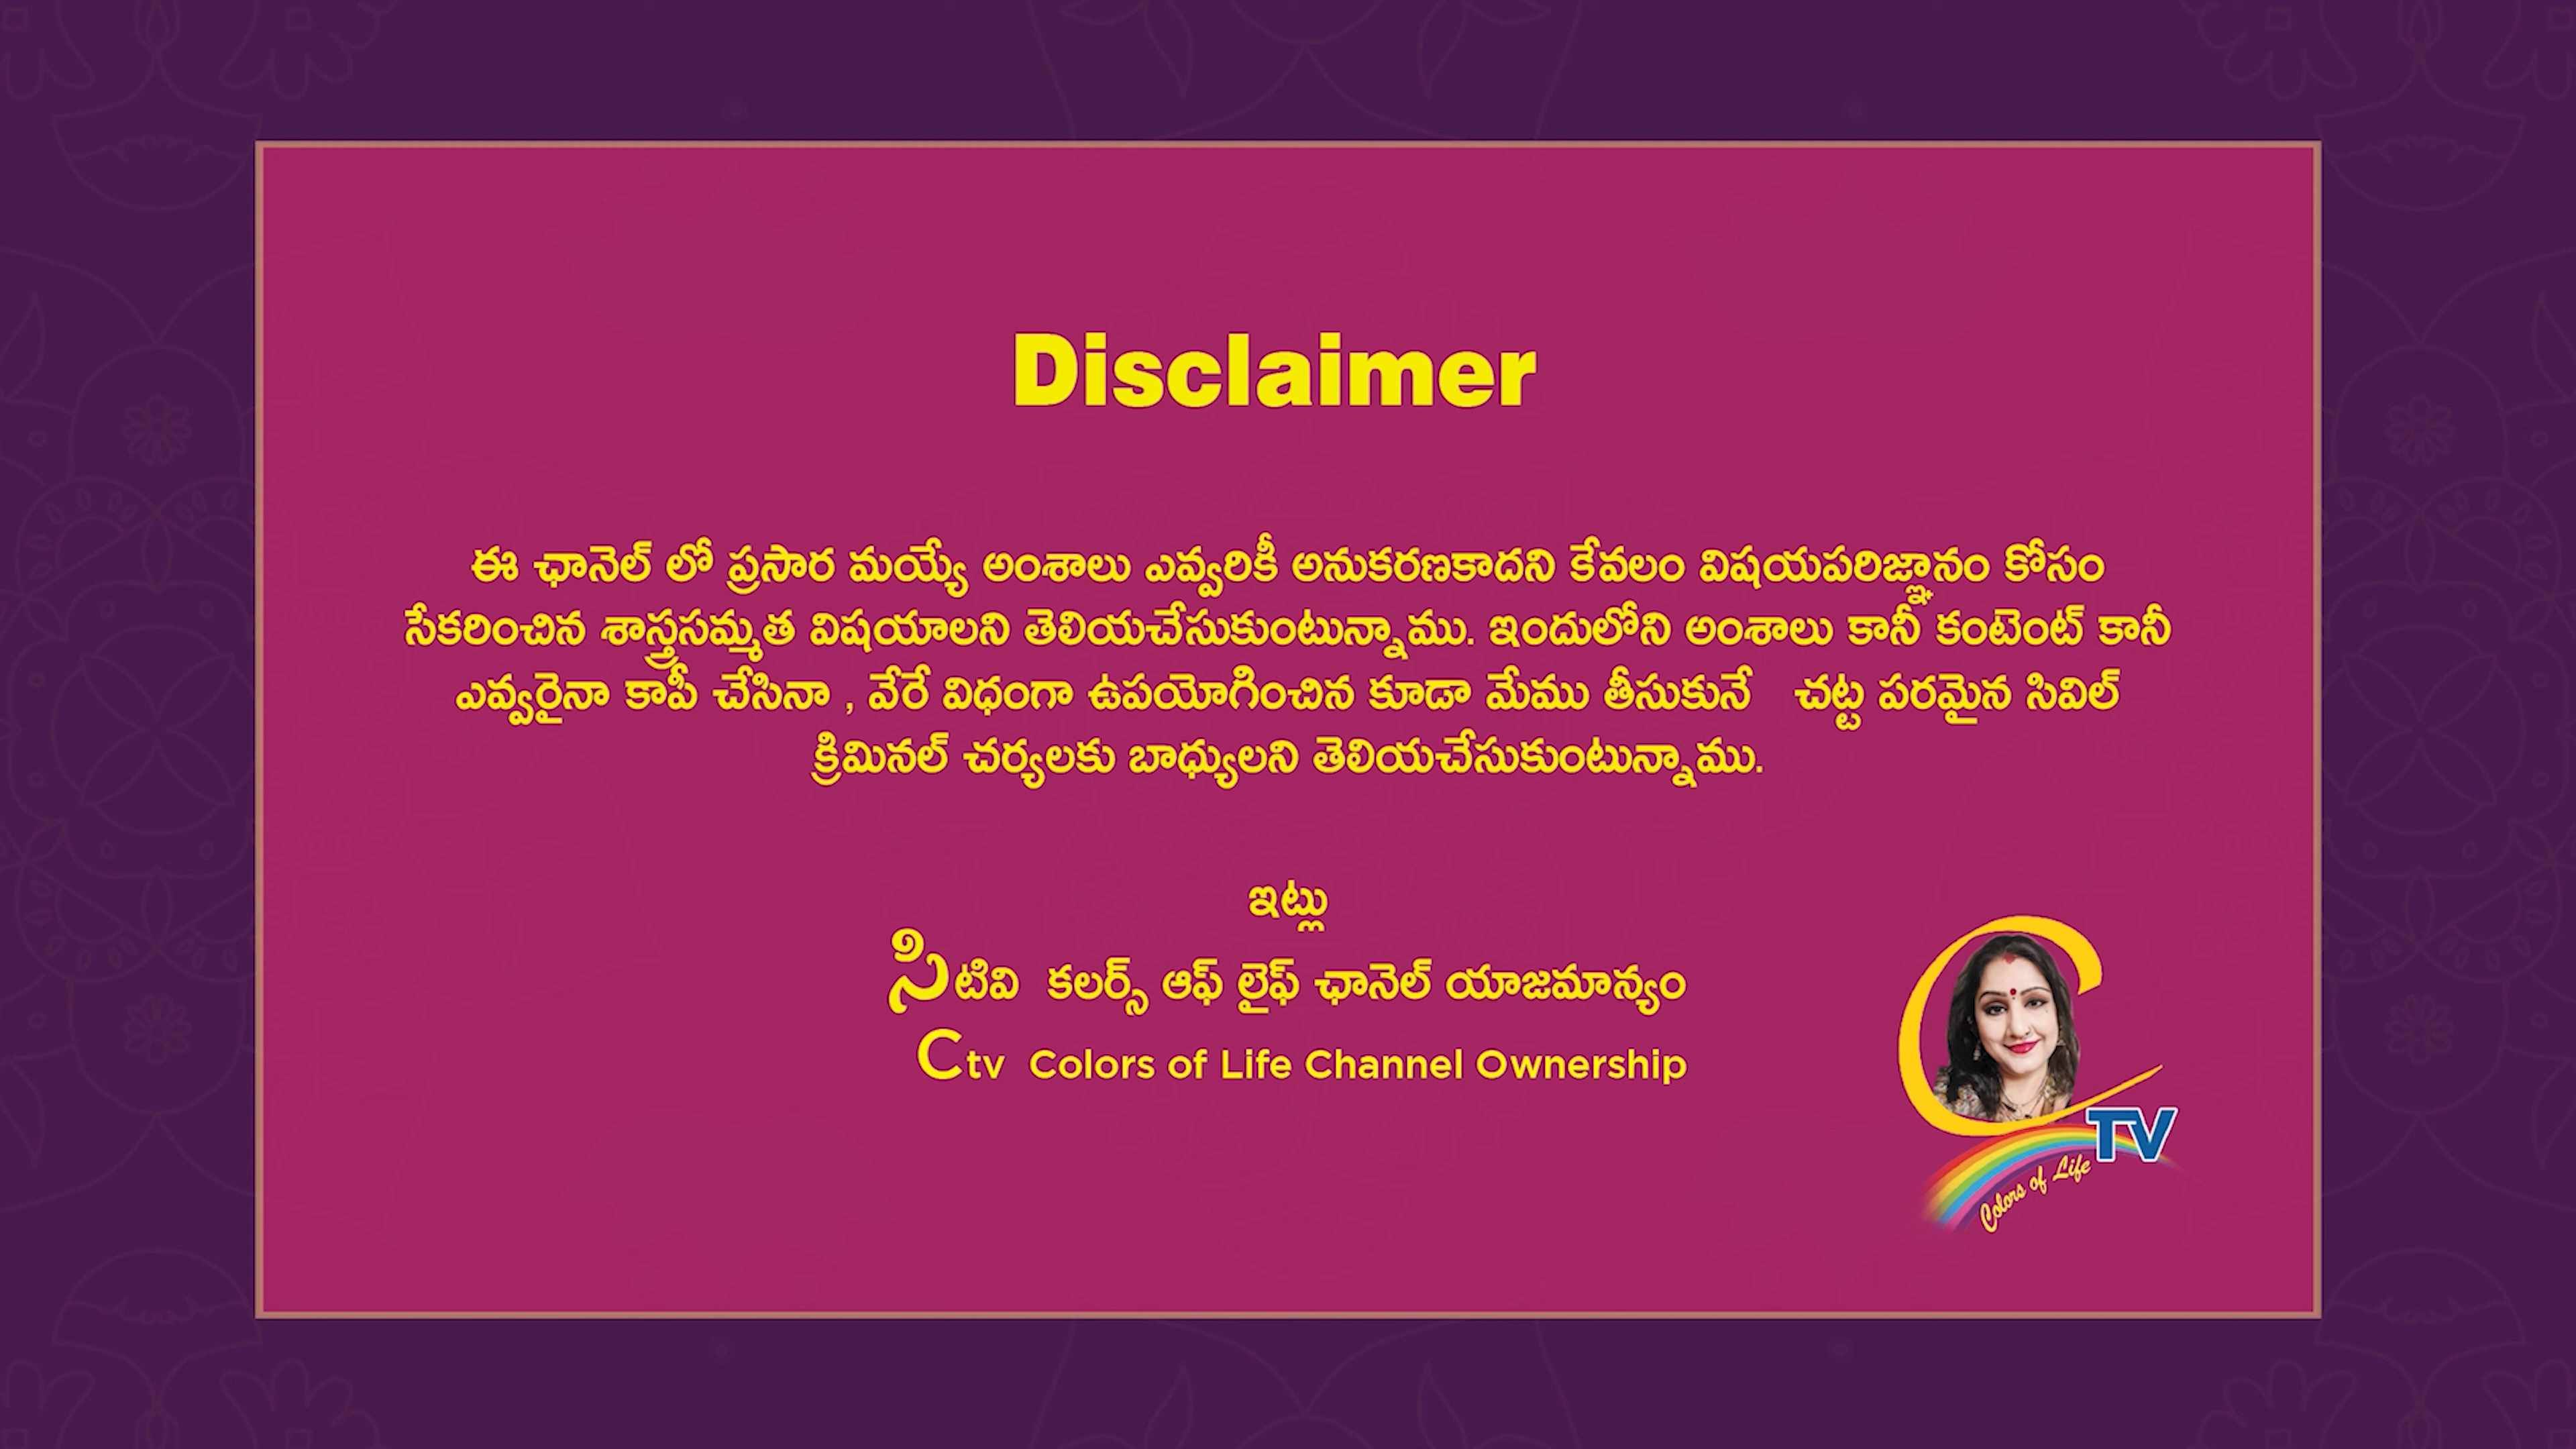 Disclaimer
ఈ ఛానెల్ లో ప్రసార మయ్యే అంశాలు ఎవ్వరికీ అనుకరణకాదని కేవలం విషయపరిజ్ఞానం కోసం
సేకరించిన శాస్త్రసమ్మత విషయాలని తెలియచేసుకుంటున్నాము. ఇందులోని అంశాలు కానీ కంటెంట్ కానీ
ఎవ్వరైనా కాపీ చేసినా , వేరే విధంగా ఉపయోగించిన కూడా మేము తీసుకునే చట్ట పరమైన సివిల్
క్రిమినల్ చర్యలకు బాధ్యులని తెలియచేసుకుంటున్నాము.
ఇట్లు
సిటివి కలర్స్ ఆఫ్ లైఫ్ ఛానెల్ యాజమాన్యం
Ctv Colors of Life Channel Ownership
C TV
Colors of Life